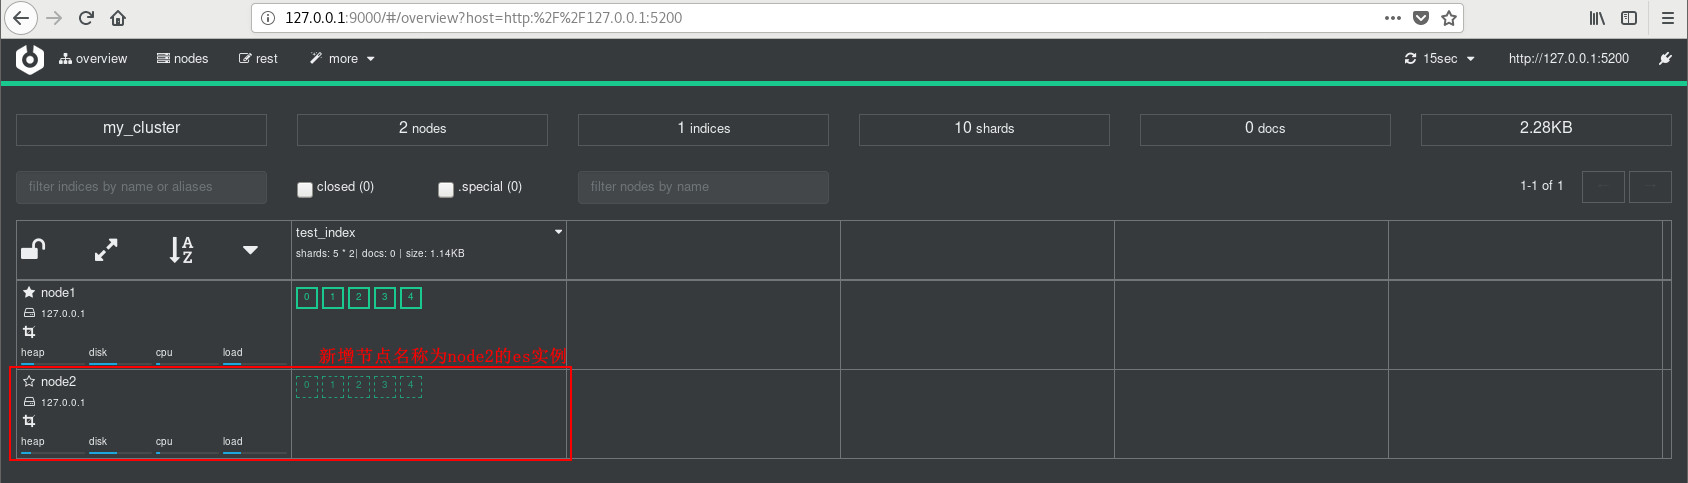 127.0.0.1:9000/#/overview?host=http:%2F%2F127.0.0.1:5200
overview nodes rest more 15sec http://127.0.0.1:5200
my_cluster 2 nodes 1 indices 10 shards 0 docs 2.28KB
filter indices by name or aliases closed (0) .special (0) filter nodes by name 1-1 of 1
A Z
test_index
shards: 5 * 2| docs: 0 | size: 1.14KB
node1 0 1 2 3 4
127.0.0.1
heap disk cpu load
新增节点名称为node2的es实例
node2 0 1 2 3 4
127.0.0.1
heap disk cpu load